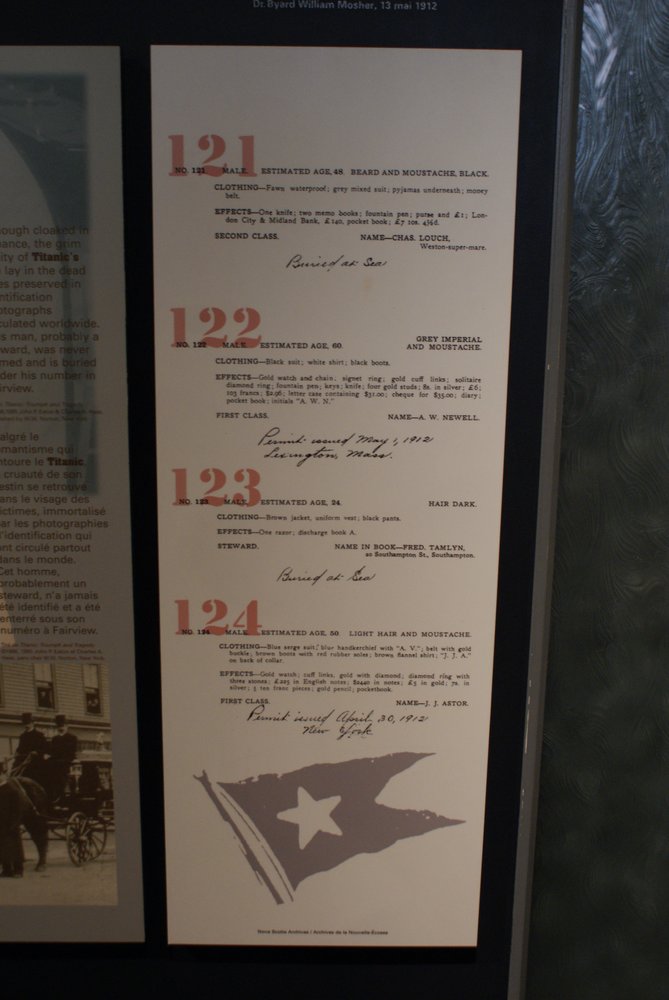 Dr. Byard William Mosher, 13 mai 1912
ough cloaked in
ance, the grim
ity of Titanic's
lay in the dead
es preserved in
ntification
otographs
culated worldwide.
s man, probably a
ward, was never
med and is buried
der his number in
irview.
algré le
omantisme qui
ntoure le Titanic
cruauté de son
estin se retrouve
ans le visage des
ictimes, immortalisé
ar les photographies
'identification qui
nt circulé partout
ans le monde.
Cet homme,
probablement un
steward, n'a jamais
été identifié et a été
enterré sous son
numéro à Fairview.
121
NO. 121 MALE. ESTIMATED AGE, 48. BEARD AND MOUSTACHE, BLACK.
CLOTHING—Fawn waterproof; grey mixed suit; pyjamas underneath; money
belt.
EFFECTS—One knife; two memo books; fountain pen; purse and £1; Lon-
don City & Midland Bank, £140, pocket book; £7 10s. 4½d.
SECOND CLASS. NAME—CHAS. LOUCH,
Weston-super-mare.
Buried at Sea
122
NO. 122 MALE. ESTIMATED AGE, 60. GREY IMPERIAL
AND MOUSTACHE.
CLOTHING—Black suit; white shirt; black boots.
EFFECTS—Gold watch and chain; signet ring; gold cuff links; solitaire
diamond ring; fountain pen; keys; knife; four gold studs; 8s. in silver; £6;
103 francs; $2.96; letter case containing $31.00; cheque for $35.00; diary;
pocket book; initials "A. W. N."
FIRST CLASS. NAME—A. W. NEWELL.
Permit issued May 1, 1912
Lexington, Mass.
123
NO. 123 MALE. ESTIMATED AGE, 24. HAIR DARK.
CLOTHING—Brown jacket, uniform vest; black pants.
EFFECTS—One razor; discharge book A.
STEWARD. NAME IN BOOK—FRED. TAMLYN,
20 Southampton St., Southampton.
Buried at Sea
124
NO. 124 MALE. ESTIMATED AGE, 50. LIGHT HAIR AND MOUSTACHE.
CLOTHING—Blue serge suit; blue handkerchief with "A. V."; belt with gold
buckle; brown boots with red rubber soles; brown flannel shirt; "J. J. A."
on back of collar.
EFFECTS—Gold watch; cuff links, gold with diamond; diamond ring with
three stones; £225 in English notes; $2440 in notes; £5 in gold; 7s. in
silver; 5 ten franc pieces; gold pencil; pocketbook.
FIRST CLASS. NAME—J. J. ASTOR.
Permit issued April 30, 1912
New York
Nova Scotia Archives / Archives de la Nouvelle-Écosse